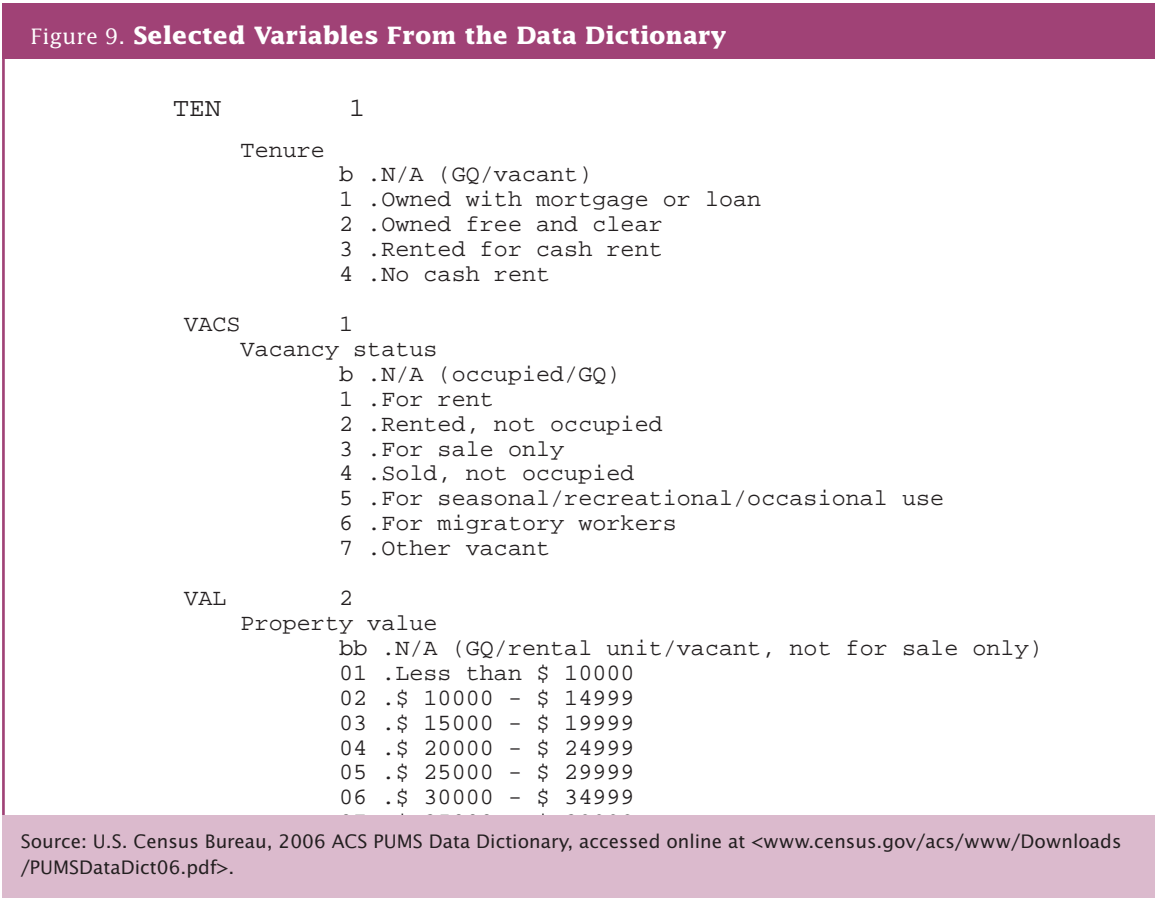 Figure 9. Selected Variables From the Data Dictionary
TEN 1
Tenure
b .N/A (GQ/vacant)
1 .Owned with mortgage or loan
2 .Owned free and clear
3 .Rented for cash rent
4 .No cash rent
VACS 1
Vacancy status
b .N/A (occupied/GQ)
1 .For rent
2 .Rented, not occupied
3 .For sale only
4 .Sold, not occupied
5 .For seasonal/recreational/occasional use
6 .For migratory workers
7 .Other vacant
VAL 2
Property value
bb .N/A (GQ/rental unit/vacant, not for sale only)
01 .Less than $ 10000
02 .$ 10000 - $ 14999
03 .$ 15000 - $ 19999
04 .$ 20000 - $ 24999
05 .$ 25000 - $ 29999
06 .$ 30000 - $ 34999
Source: U.S. Census Bureau, 2006 ACS PUMS Data Dictionary, accessed online at <www.census.gov/acs/www/Downloads
/PUMSDataDict06.pdf>.